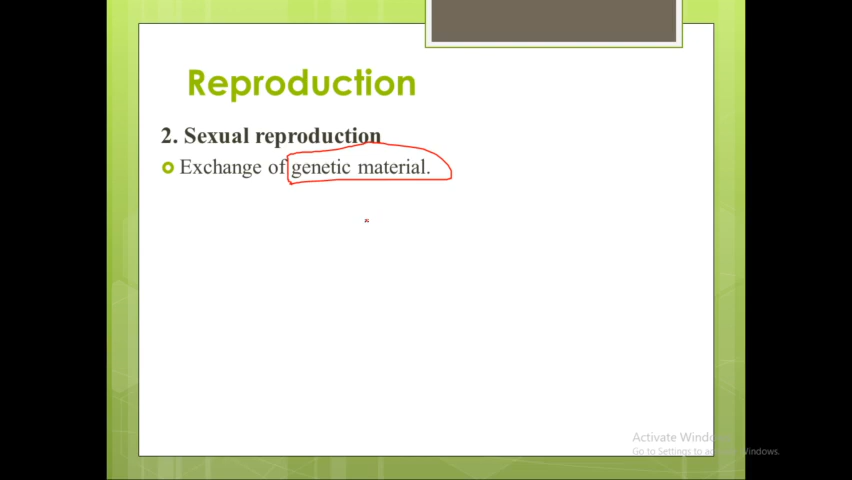 Reproduction
2. Sexual reproduction
Exchange of genetic material.
Activate Windows
Go to Settings to activate Windows.